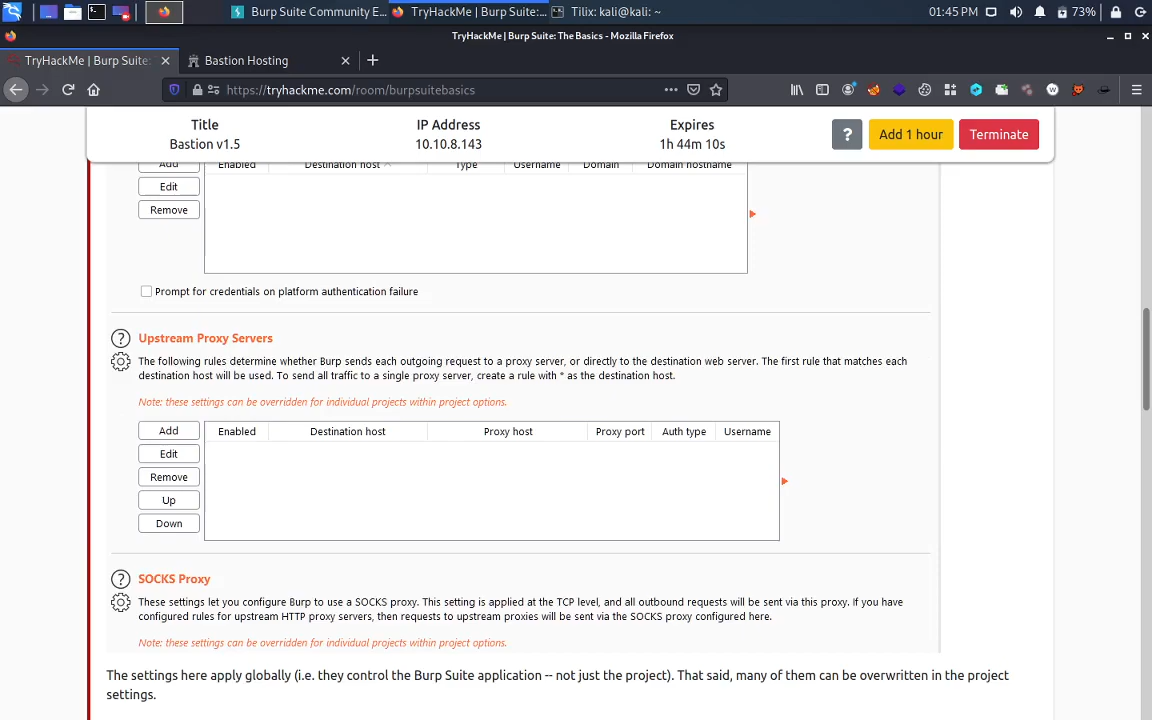 Burp Suite Community E...
TryHackMe | Burp Suite:...
Tilix: kali@kali: ~
01:45 PM
73%
TryHackMe | Burp Suite: The Basics - Mozilla Firefox
TryHackMe | Burp Suite:
Bastion Hosting
https://tryhackme.com/room/burpsuitebasics
Title
IP Address
Expires
Bastion v1.5
10.10.8.143
1h 44m 10s
?
Add 1 hour
Terminate
Add
Enabled
Destination host
Type
Username
Domain
Domain hostname
Edit
Remove
Prompt for credentials on platform authentication failure
? Upstream Proxy Servers
The following rules determine whether Burp sends each outgoing request to a proxy server, or directly to the destination web server. The first rule that matches each
destination host will be used. To send all traffic to a single proxy server, create a rule with * as the destination host.
Note: these settings can be overridden for individual projects within project options.
Add
Enabled
Destination host
Proxy host
Proxy port
Auth type
Username
Edit
Remove
Up
Down
? SOCKS Proxy
These settings let you configure Burp to use a SOCKS proxy. This setting is applied at the TCP level, and all outbound requests will be sent via this proxy. If you have
configured rules for upstream HTTP proxy servers, then requests to upstream proxies will be sent via the SOCKS proxy configured here.
Note: these settings can be overridden for individual projects within project options.
The settings here apply globally (i.e. they control the Burp Suite application -- not just the project). That said, many of them can be overwritten in the project
settings.